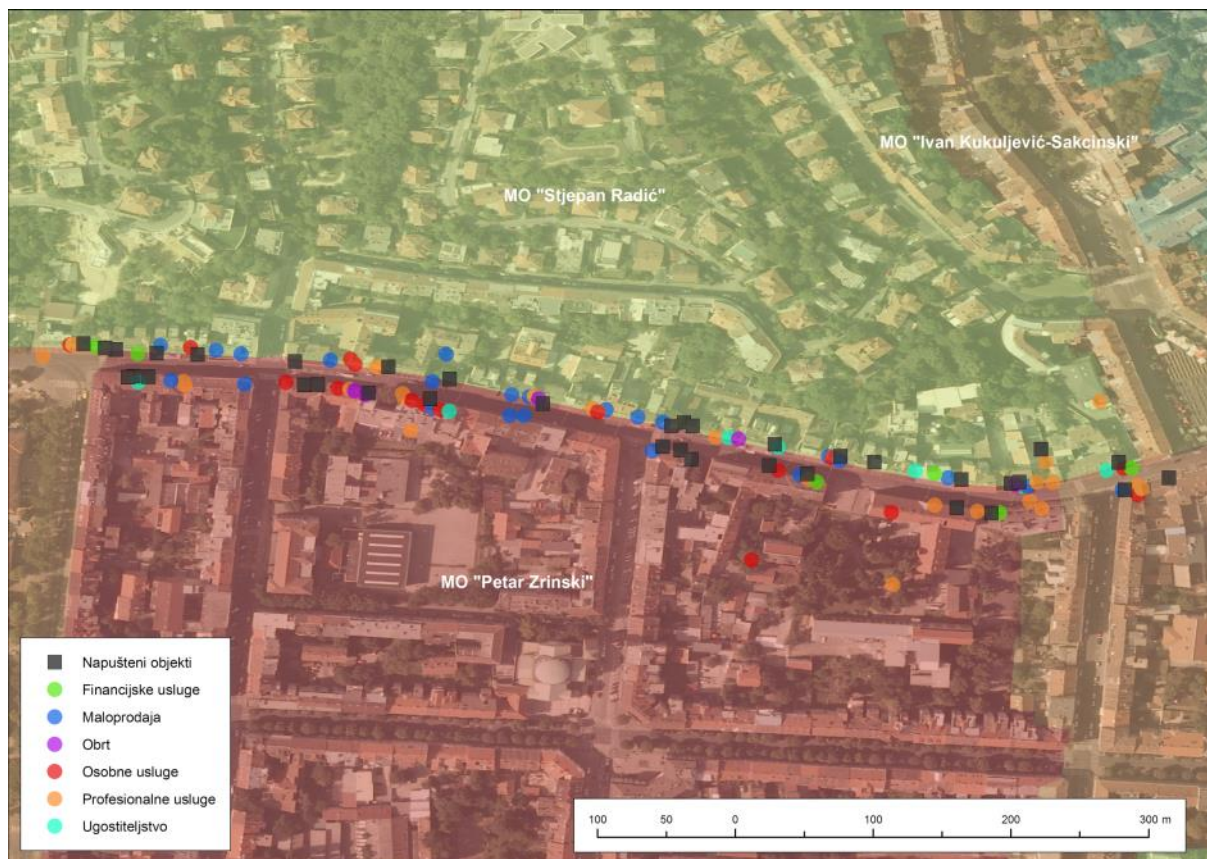 MO "Ivan Kukuljević-Sakcinski"
MO "Stjepan Radić"
MO "Petar Zrinski"
Napušteni objekti
Financijske usluge
Maloprodaja
Obrt
Osobne usluge
Profesionalne usluge
Ugostiteljstvo
100 50 0 100 200 300 m